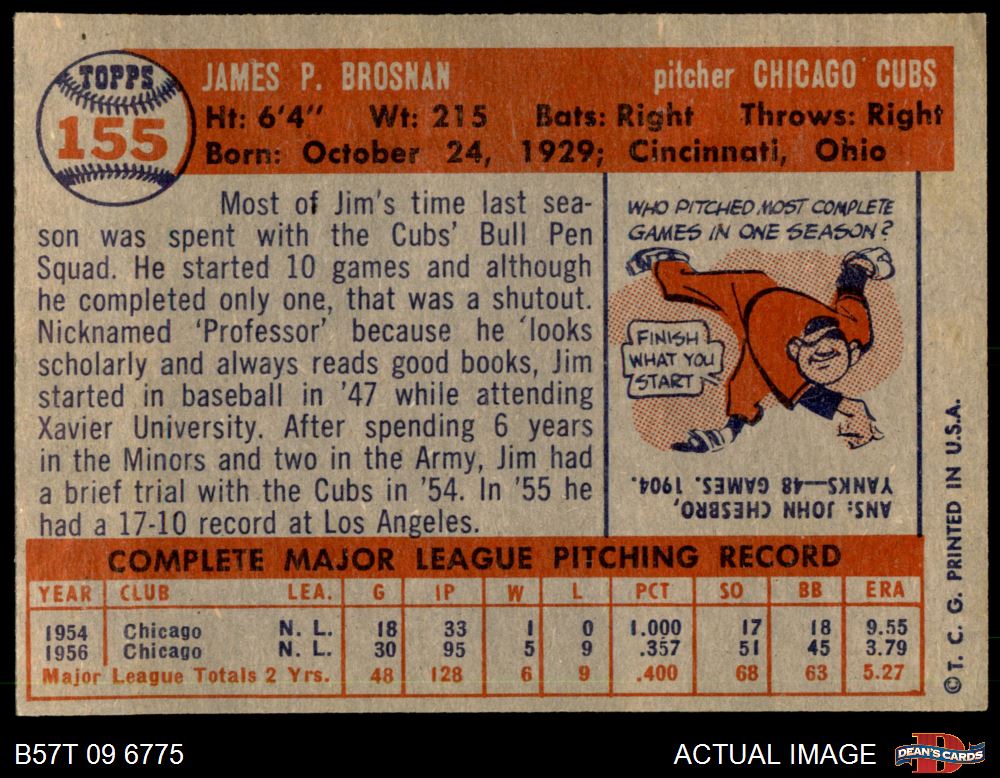 TOPPS
155
JAMES P. BROSNAN pitcher CHICAGO CUBS
Ht: 6'4" Wt: 215 Bats: Right Throws: Right
Born: October 24, 1929; Cincinnati, Ohio
Most of Jim's time last sea-
son was spent with the Cubs' Bull Pen
Squad. He started 10 games and although
he completed only one, that was a shutout.
Nicknamed 'Professor' because he 'looks
scholarly and always reads good books, Jim
started in baseball in '47 while attending
Xavier University. After spending 6 years
in the Minors and two in the Army, Jim had
a brief trial with the Cubs in '54. In '55 he
had a 17-10 record at Los Angeles.
WHO PITCHED MOST COMPLETE
GAMES IN ONE SEASON?
FINISH
WHAT YOU
START
ANS: JOHN CHESBRO,
YANKS—48 GAMES. 1904.
COMPLETE MAJOR LEAGUE PITCHING RECORD
YEAR CLUB LEA. G IP W L PCT SO BB ERA
1954 Chicago N. L. 18 33 1 0 1.000 17 18 9.55
1956 Chicago N. L. 30 95 5 9 .357 51 45 3.79
Major League Totals 2 Yrs. 48 128 6 9 .400 68 63 5.27
© T. C. G. PRINTED IN U.S.A.
B57T 09 6775 ACTUAL IMAGE
DEAN'S CARDS